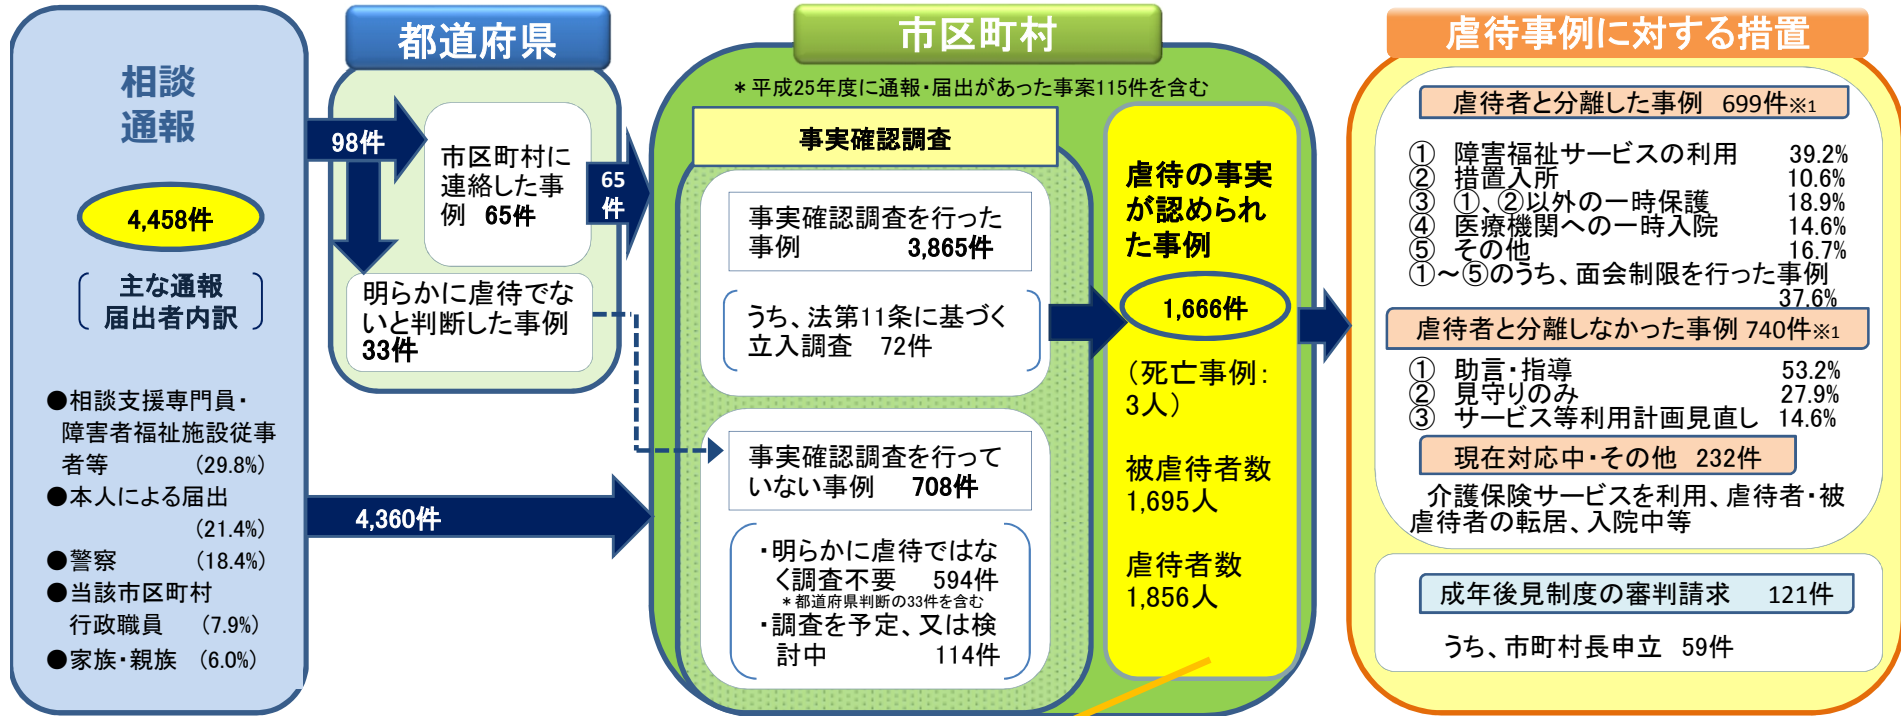 相談
通報
4,458件
主な通報
届出者内訳
●相談支援専門員・
障害者福祉施設従事
者等 (29.8%)
●本人による届出
(21.4%)
●警察 (18.4%)
●当該市区町村
行政職員 (7.9%)
●家族・親族 (6.0%)
都道府県
98件
市区町村に
連絡した事
例 65件
65
件
明らかに虐待でな
いと判断した事例
33件
4,360件
市区町村
*平成25年度に通報・届出があった事案115件を含む
事実確認調査
事実確認調査を行った
事例 3,865件
うち、法第11条に基づく
立入調査 72件
事実確認調査を行って
いない事例 708件
・明らかに虐待ではな
く調査不要 594件
*都道府県判断の33件を含む
・調査を予定、又は検
討中 114件
虐待の事実
が認められ
た事例
1,666件
（死亡事例：
3人）
被虐待者数
1,695人
虐待者数
1,856人
虐待事例に対する措置
虐待者と分離した事例 699件※1
① 障害福祉サービスの利用 39.2%
② 措置入所 10.6%
③ ①、②以外の一時保護 18.9%
④ 医療機関への一時入院 14.6%
⑤ その他 16.7%
①～⑤のうち、面会制限を行った事例
37.6%
虐待者と分離しなかった事例 740件※1
① 助言・指導 53.2%
② 見守りのみ 27.9%
③ サービス等利用計画見直し 14.6%
現在対応中・その他 232件
介護保険サービスを利用、虐待者・被
虐待者の転居、入院中等
成年後見制度の審判請求 121件
うち、市町村長申立 59件